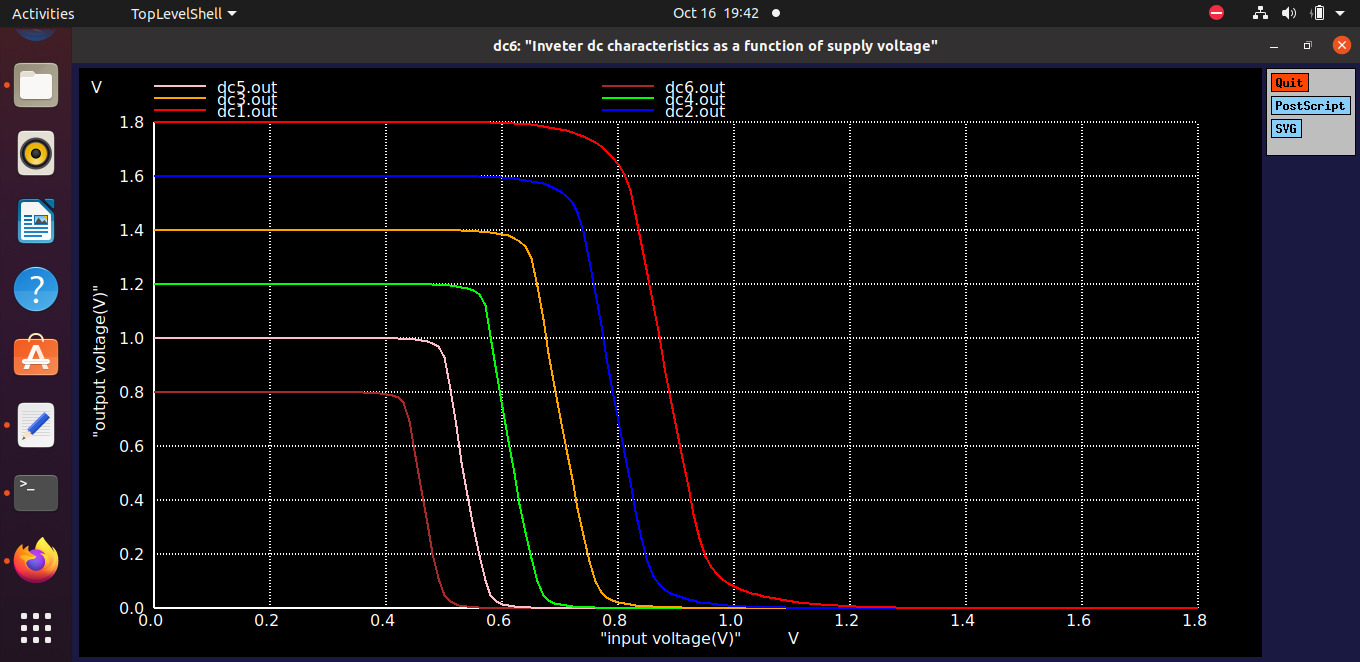 Activities TopLevelShell Oct 16 19:42
dc6: "Inveter dc characteristics as a function of supply voltage"
V dc5.out dc6.out
dc3.out dc4.out
dc1.out dc2.out
Quit
PostScript
SVG
1.8
1.6
1.4
1.2
1.0
0.8
0.6
0.4
0.2
0.0
"output voltage(V)"
0.0 0.2 0.4 0.6 0.8 1.0 1.2 1.4 1.6 1.8
"input voltage(V)" V